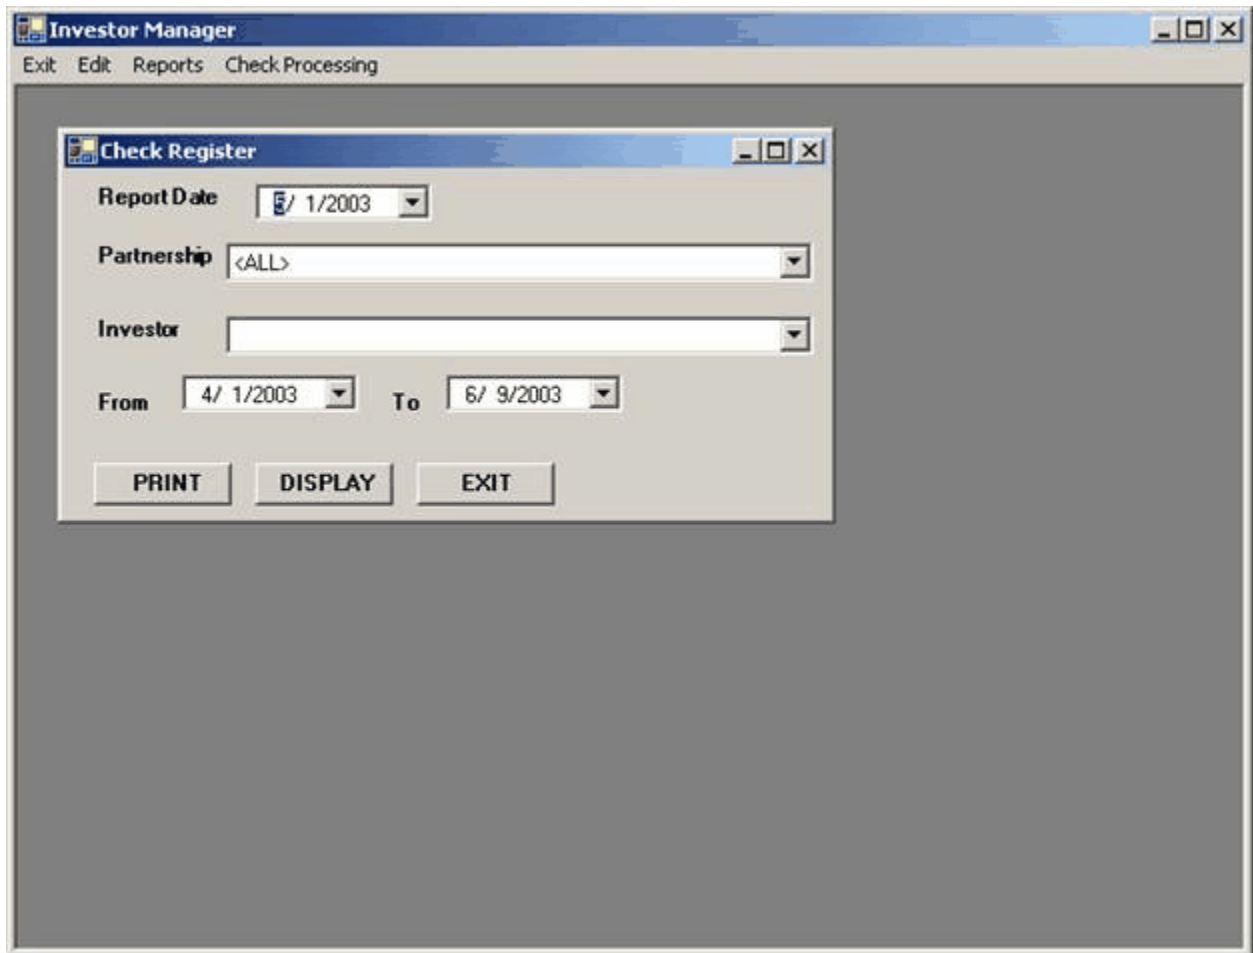 Investor Manager
Exit Edit Reports Check Processing
Check Register
Report Date 5/ 1/2003
Partnership <ALL>
Investor
From 4/ 1/2003 To 6/ 9/2003
PRINT DISPLAY EXIT